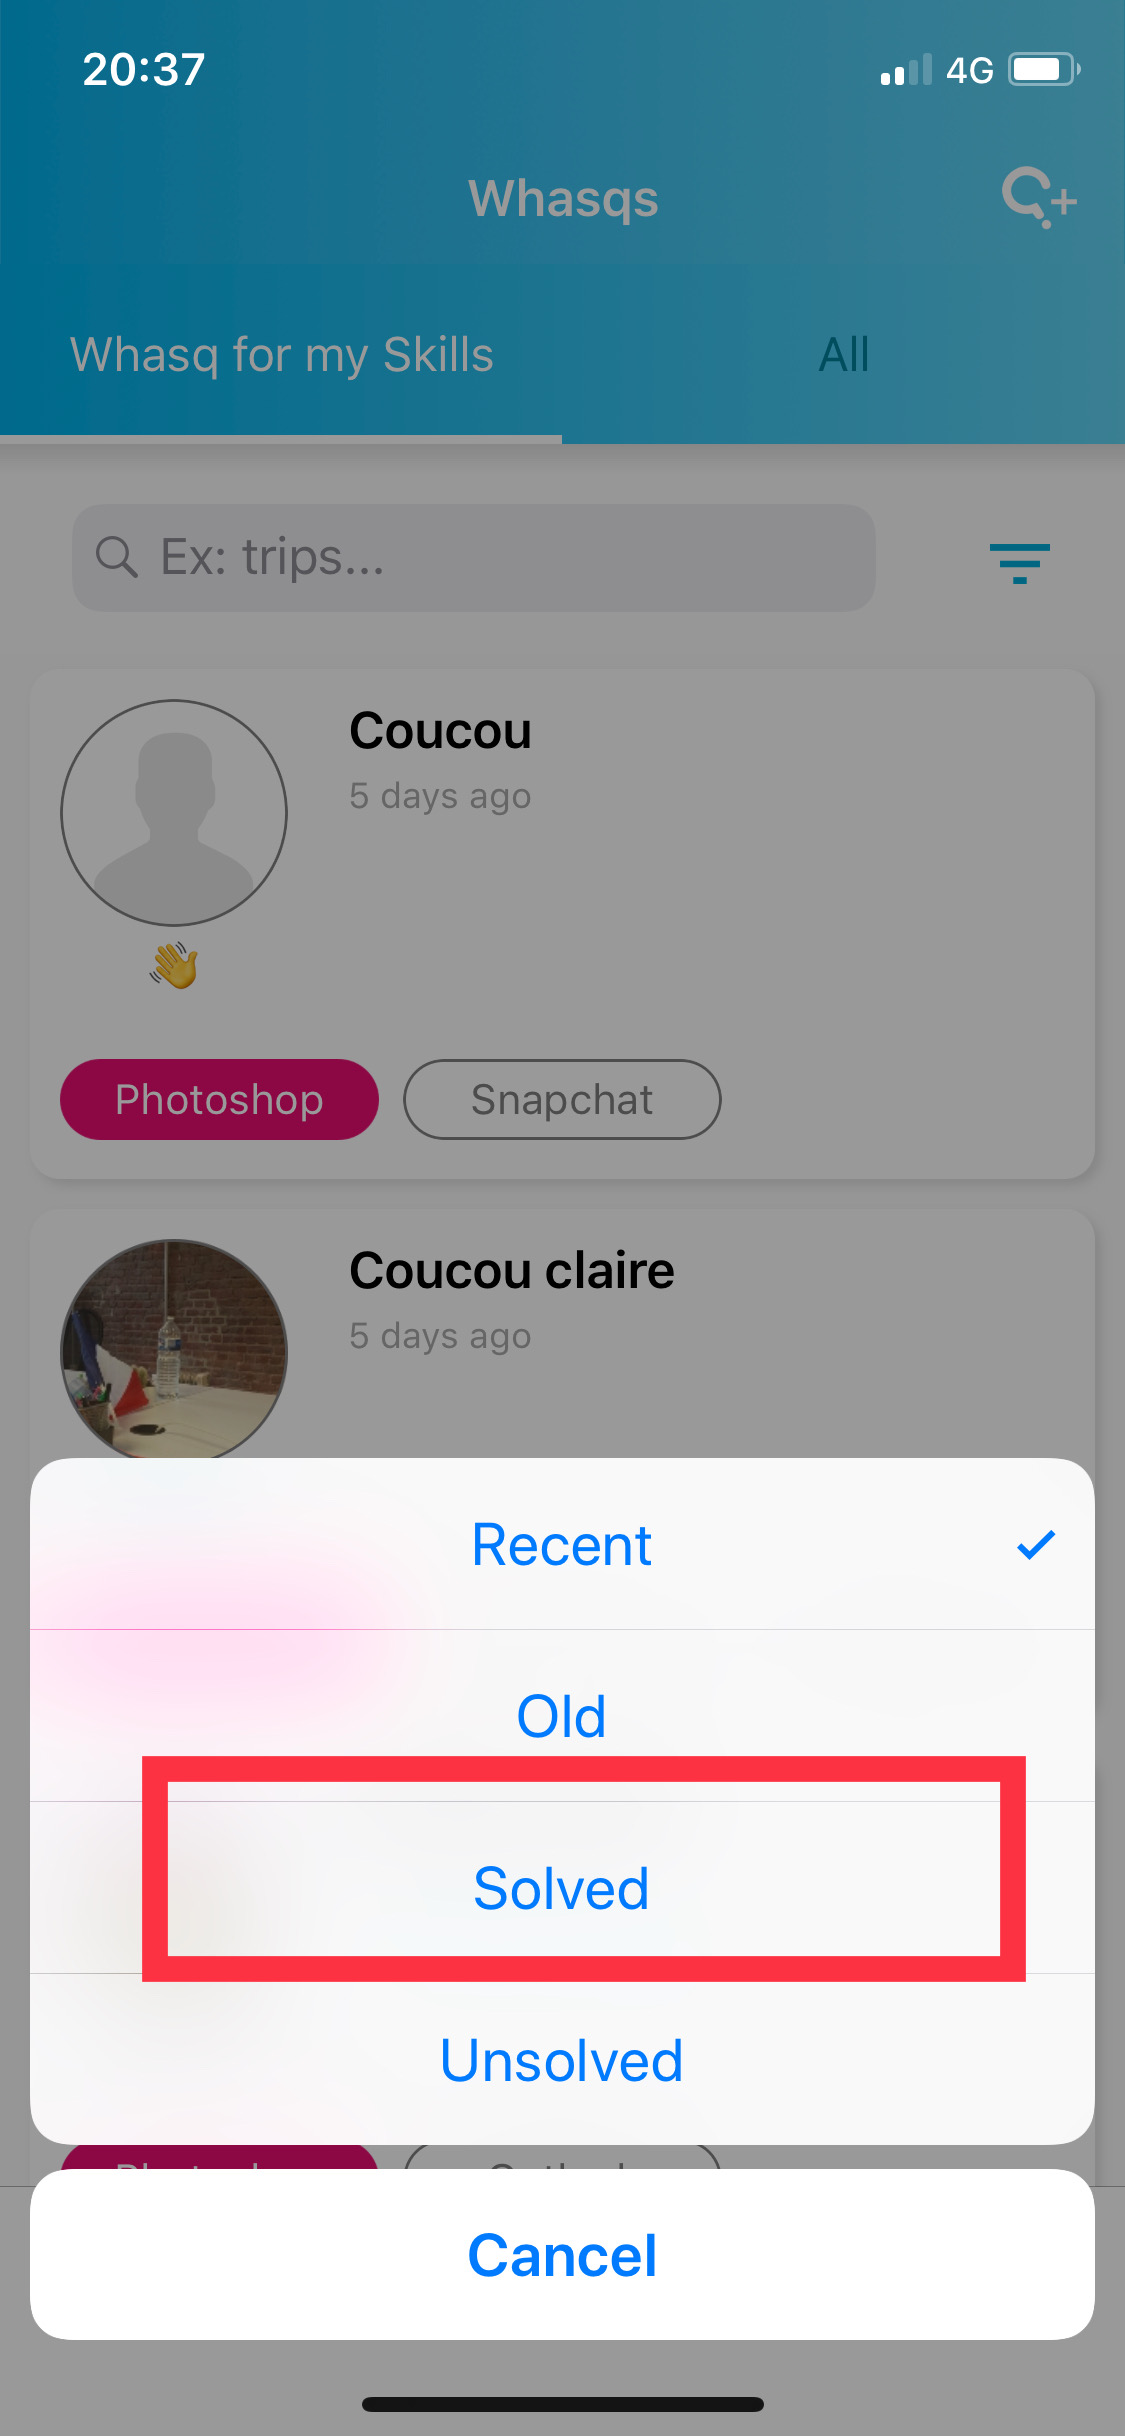 20:37
4G
Whasqs
Whasq for my Skills
All
Ex: trips...
Coucou
5 days ago
Photoshop
Snapchat
Coucou claire
5 days ago
Recent
Old
Solved
Unsolved
Cancel